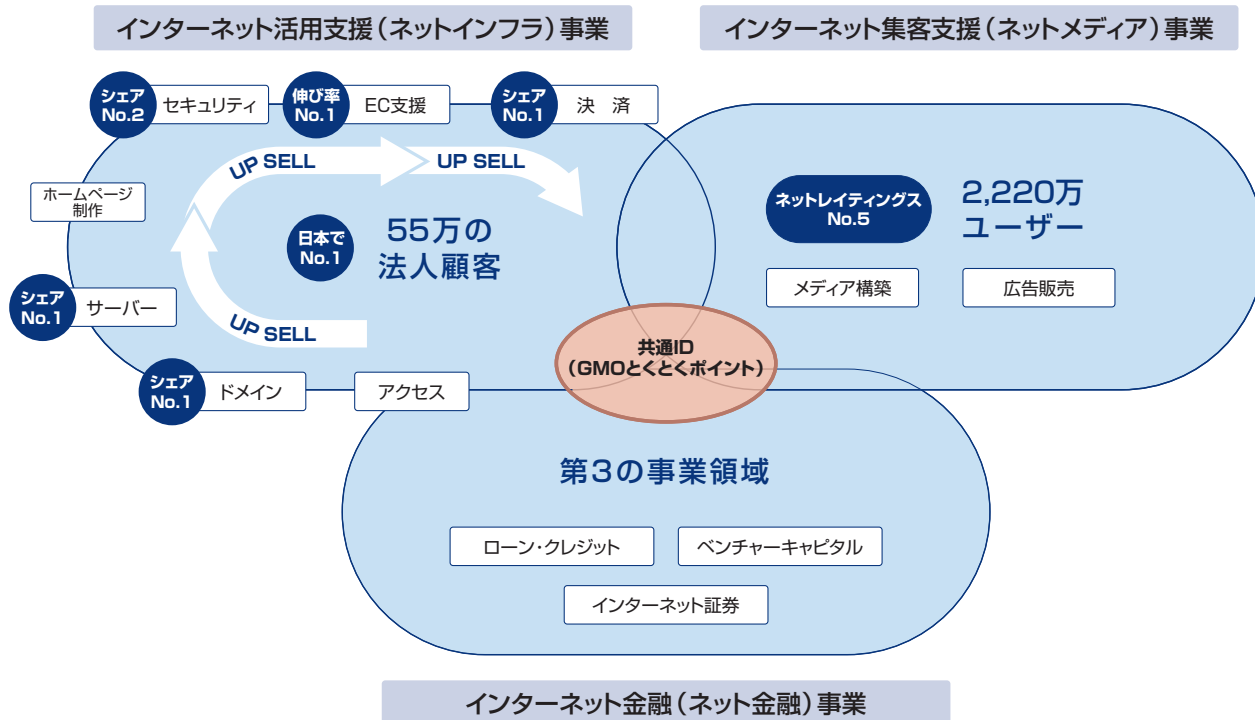 インターネット活用支援（ネットインフラ）事業
インターネット集客支援（ネットメディア）事業
シェア
No.2
セキュリティ
伸び率
No.1
EC支援
シェア
No.1
決　済
UP SELL
UP SELL
ホームページ
制作
日本で
No.1
55万の
法人顧客
ネットレイティングス
No.5
2,220万
ユーザー
メディア構築
広告販売
シェア
No.1
サーバー
UP SELL
共通ID
（GMOとくとくポイント）
シェア
No.1
ドメイン
アクセス
第3の事業領域
ローン・クレジット
ベンチャーキャピタル
インターネット証券
インターネット金融（ネット金融）事業